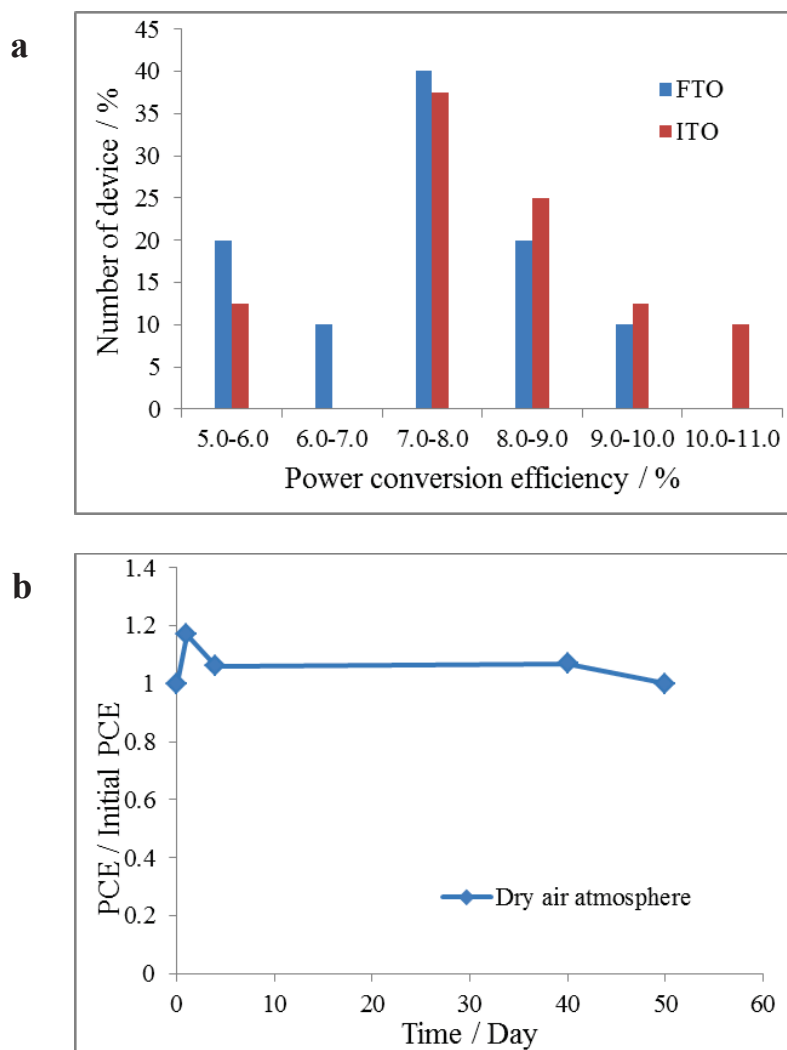 a
45
40
35
30
25
20
15
10
5
0
Number of device / %
FTO
ITO
5.0-6.0 6.0-7.0 7.0-8.0 8.0-9.0 9.0-10.0 10.0-11.0
Power conversion efficiency / %
b
1.4
1.2
1
0.8
0.6
0.4
0.2
0
PCE / Initial PCE
Dry air atmosphere
0 10 20 30 40 50 60
Time / Day